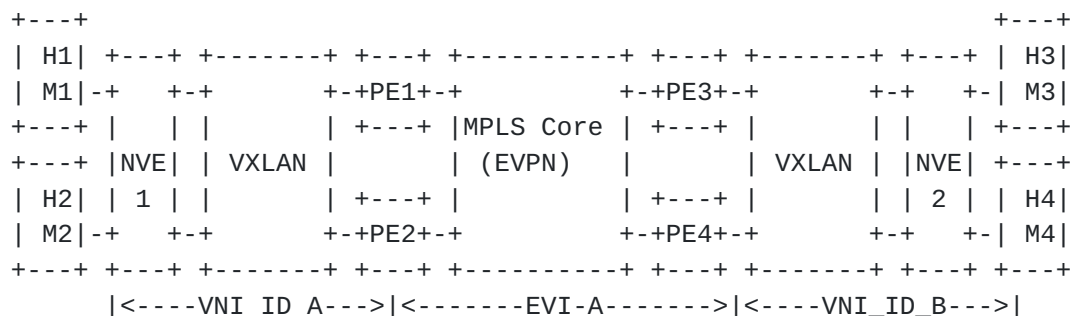 +---+                                                           +---+
| H1| +---+ +-------+ +---+ +----------+ +---+ +-------+ +---+ | H3|
| M1|-+   +-+       +-+PE1+-+          +-+PE3+-+       +-+   +-| M3|
+---+ |   | |       | +---+ |MPLS Core | +---+ |       | |   | +---+
+---+ |NVE| | VXLAN |       | (EVPN)   |       | VXLAN | |NVE| +---+
| H2| | 1 | |       | +---+ |          | +---+ |       | | 2 | | H4|
| M2|-+   +-+       +-+PE2+-+          +-+PE4+-+       +-+   +-| M4|
+---+ +---+ +-------+ +---+ +----------+ +---+ +-------+ +---+ +---+
      |<----VNI ID A--->|<-------EVI-A------->|<----VNI_ID_B--->|